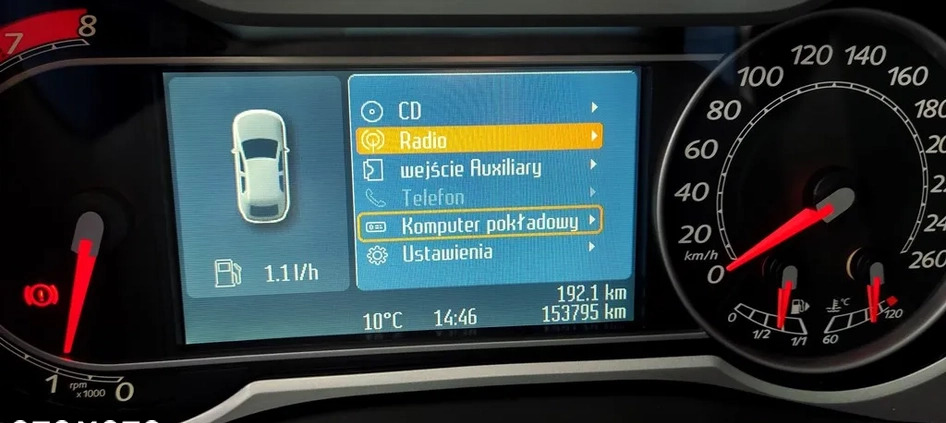 7 8
CD
Radio
wejście Auxiliary
Telefon
Komputer pokładowy
Ustawienia
1.1 l/h
192.1 km
10°C 14:46 153795 km
1 rpm x1000 0
0 20 40 60 80 100 120 140 160 180
260
km/h
0 1/2 1/1
°C
60 120